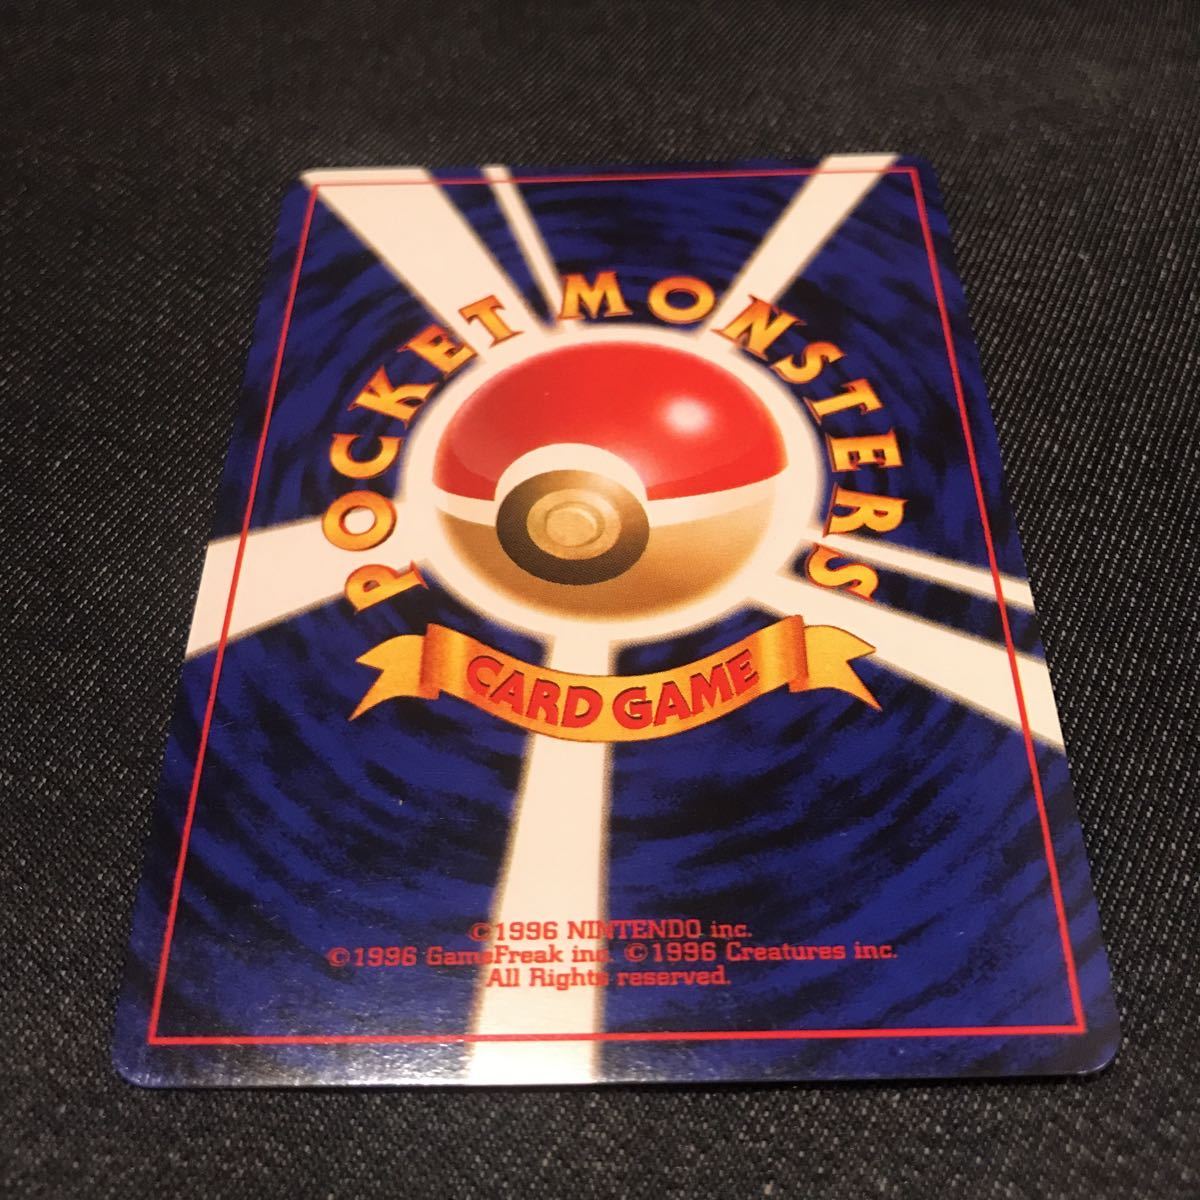 POCKET MONSTERS
CARD GAME
©1996 NINTENDO inc.
©1996 GameFreak inc. ©1996 Creatures inc.
All Rights reserved.